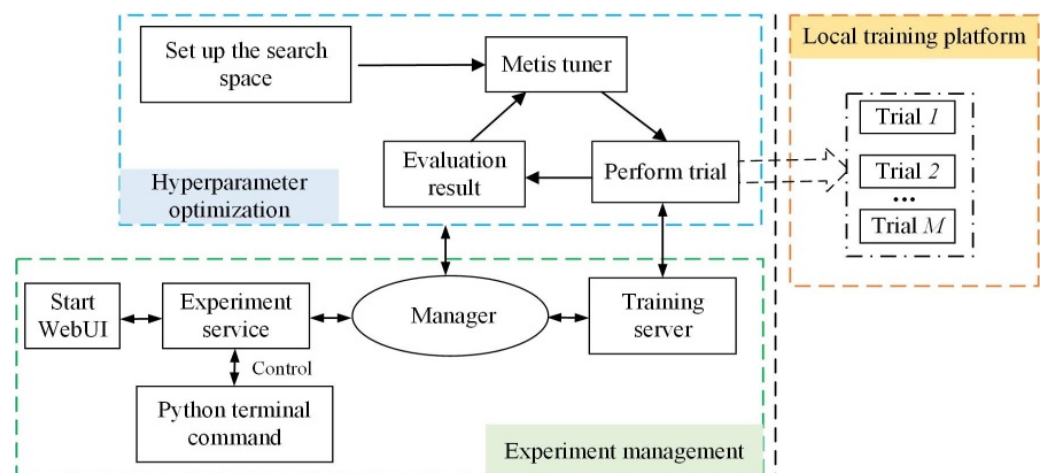 Set up the search
space
Metis tuner
Evaluation
result
Perform trial
Hyperparameter
optimization
Local training platform
Trial 1
Trial 2
...
Trial M
Start
WebUI
Experiment
service
Manager
Training
server
Control
Python terminal
command
Experiment management